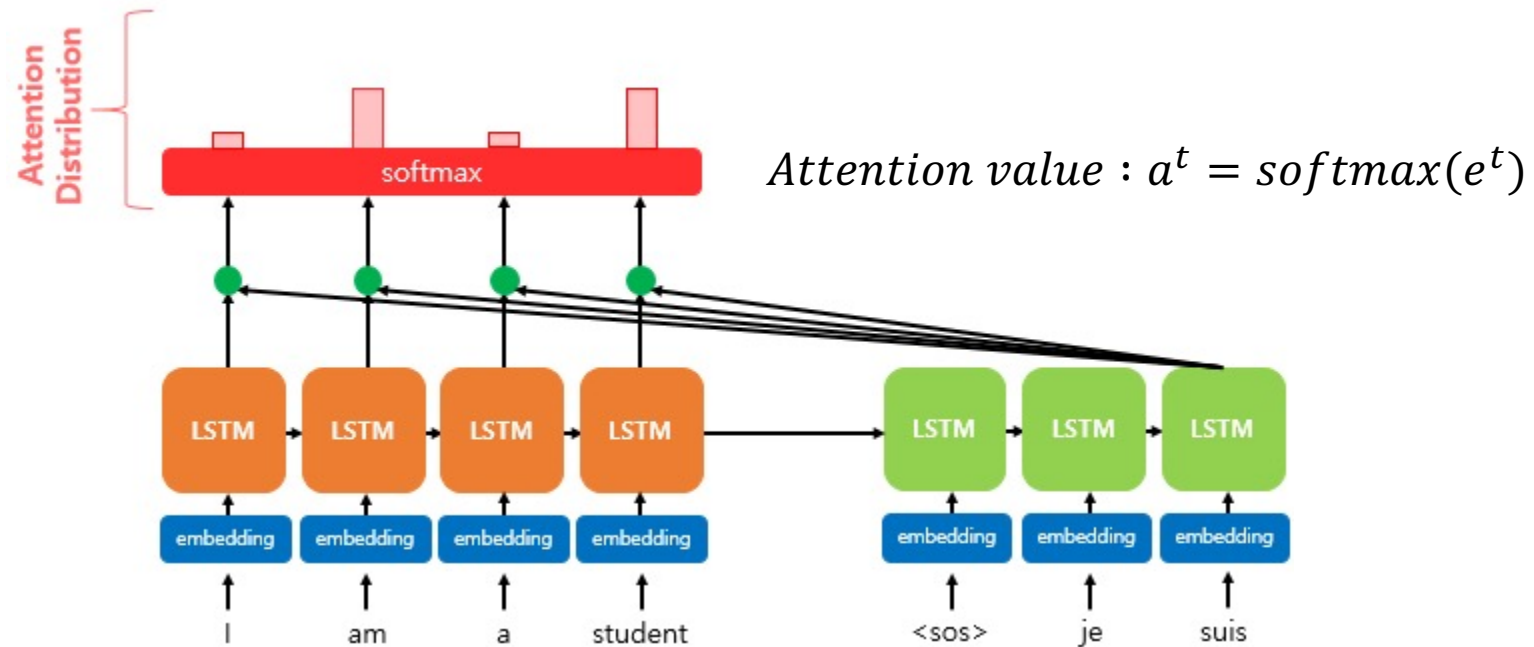 Attention
Distribution
softmax
Attention value : a^t = softmax(e^t)
LSTM LSTM LSTM LSTM LSTM LSTM LSTM
embedding embedding embedding embedding embedding embedding embedding
I am a student <sos> je suis